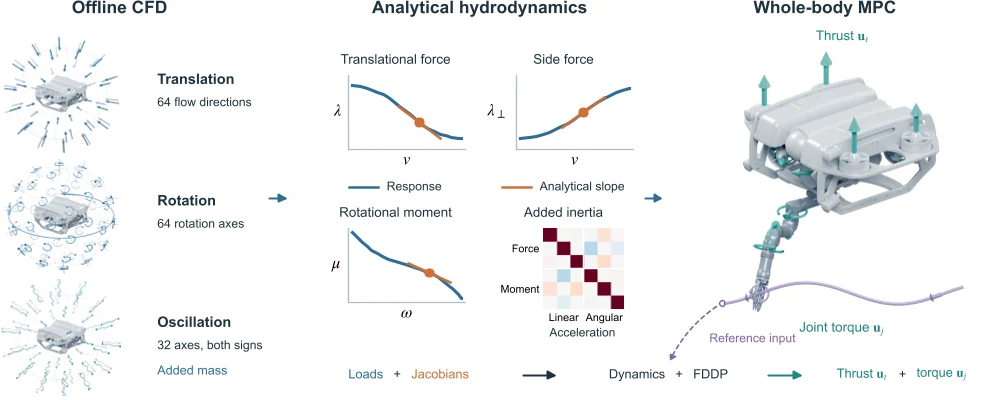 Offline CFD
Translation
64 flow directions
Rotation
64 rotation axes
Oscillation
32 axes, both signs
Added mass
Analytical hydrodynamics
Translational force
λ
v
Side force
λ⊥
v
Response
Analytical slope
Rotational moment
μ
ω
Added inertia
Force
Moment
Linear Angular
Acceleration
Loads + Jacobians
Whole-body MPC
Thrust uₜ
Reference input
Joint torque uⱼ
Dynamics + FDDP
Thrust uₜ + torque uⱼ